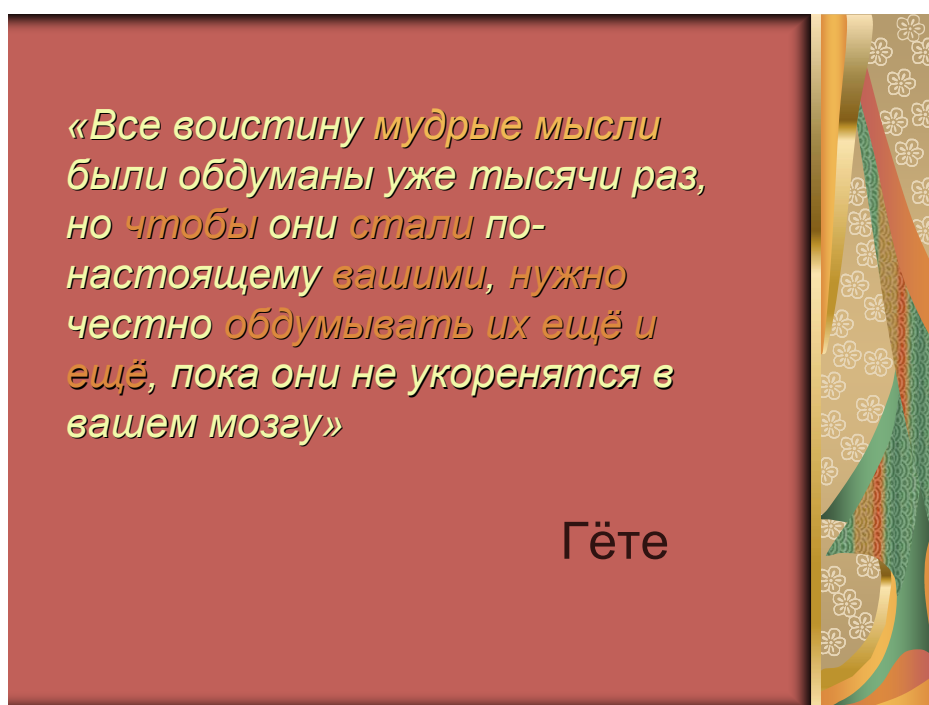 «Все воистину мудрые мысли
были обдуманы уже тысячи раз,
но чтобы они стали по-
настоящему вашими, нужно
честно обдумывать их ещё и
ещё, пока они не укоренятся в
вашем мозгу»
Гёте